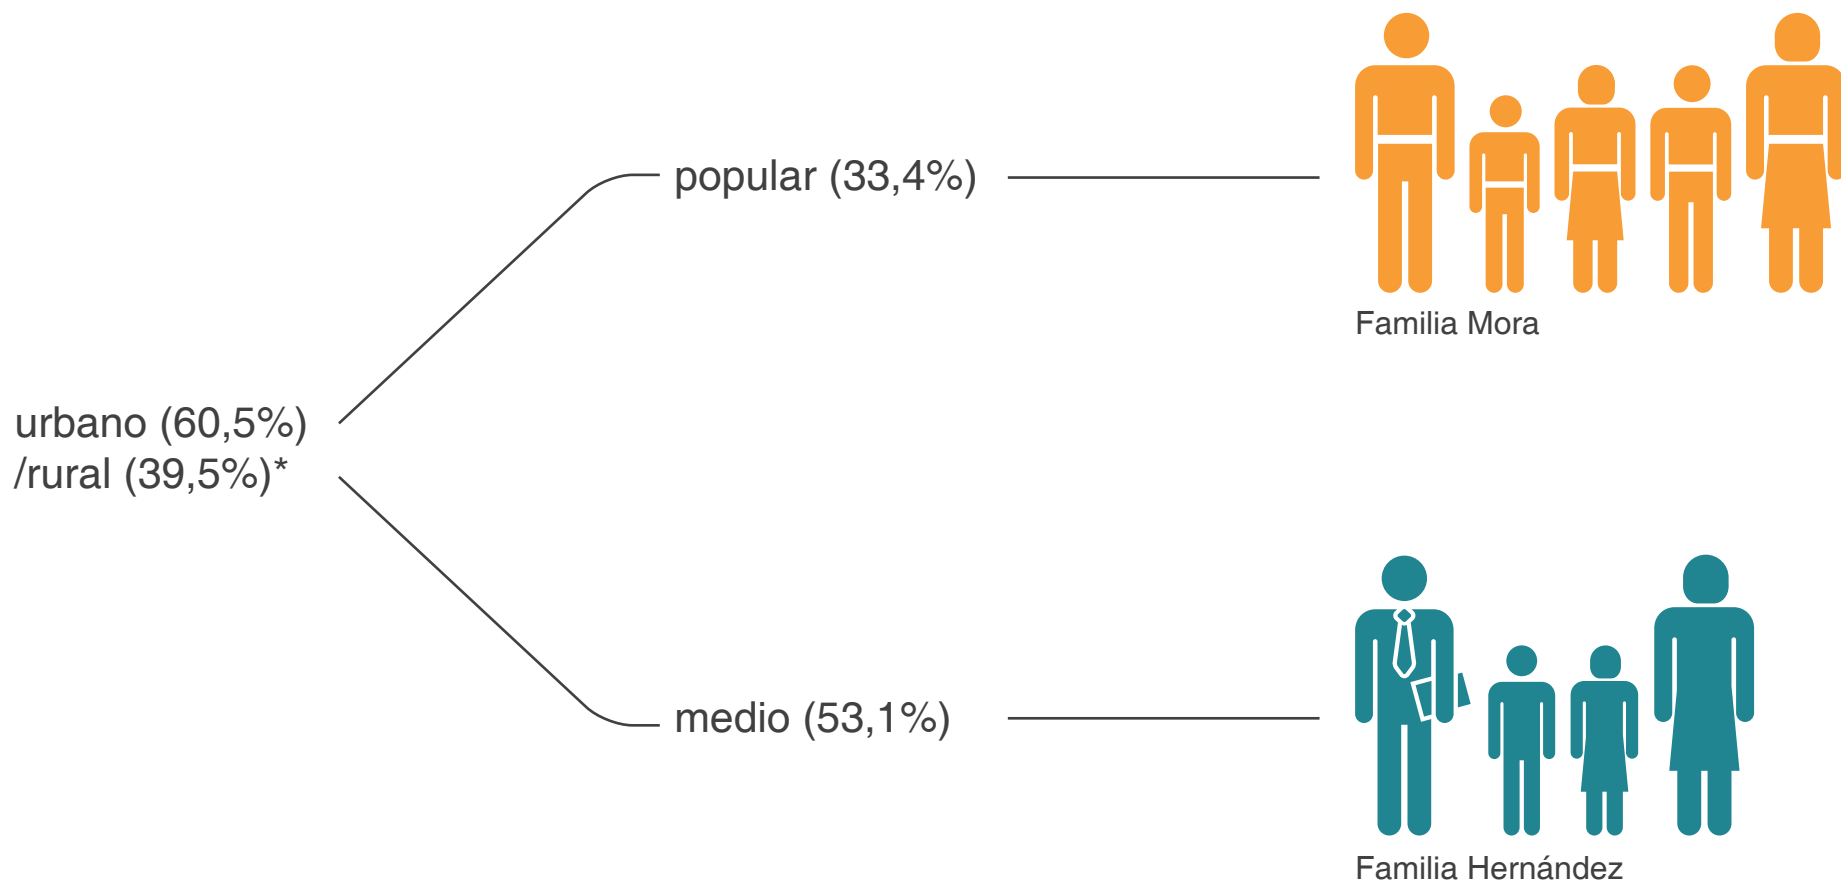 popular (33,4%)
Familia Mora
urbano (60,5%)
/rural (39,5%)*
medio (53,1%)
Familia Hernández